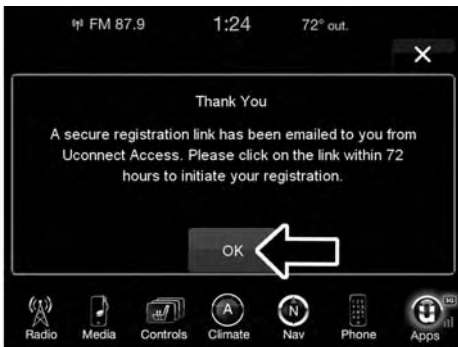 FM 87.9 1:24 72° out.
X
Thank You
A secure registration link has been emailed to you from
Uconnect Access. Please click on the link within 72
hours to initiate your registration.
OK
A N 3G
Radio Media Controls Climate Nav Phone Apps